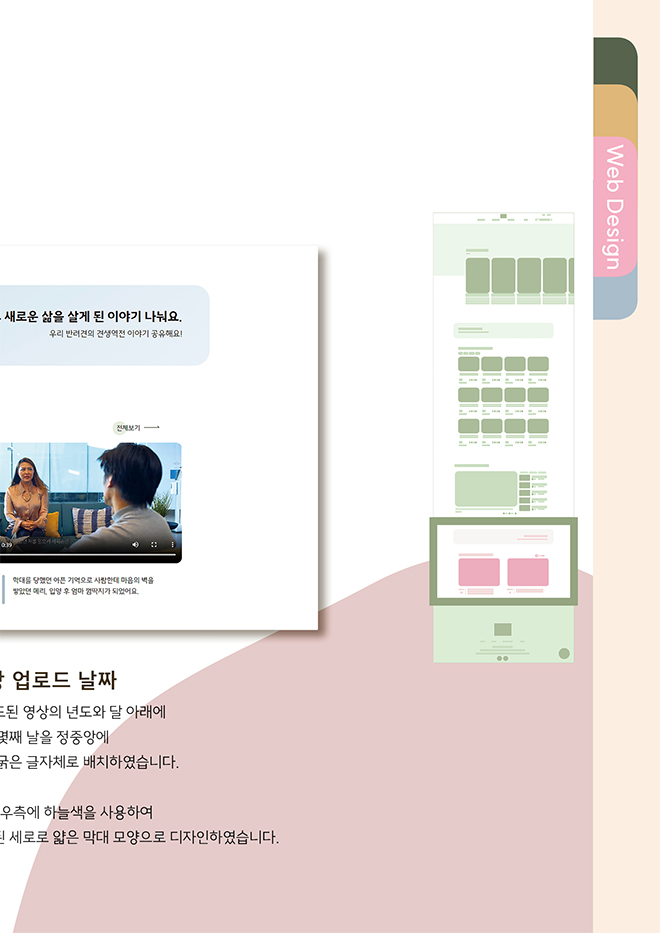 Web Design
새로운 삶을 살게 된 이야기 나눠요.
우리 반려견의 견생역전 이야기 공유해요!
전체보기
0:39
학대를 당했던 아픈 기억으로 사람한테 마음의 벽을
쌓았던 메리, 입양 후 엄마 껌딱지가 되었어요.
업로드 날짜
영상의 년도와 달 아래에
몇째 날을 정중앙에
굵은 글자체로 배치하였습니다.
우측에 하늘색을 사용하여
세로로 얇은 막대 모양으로 디자인하였습니다.